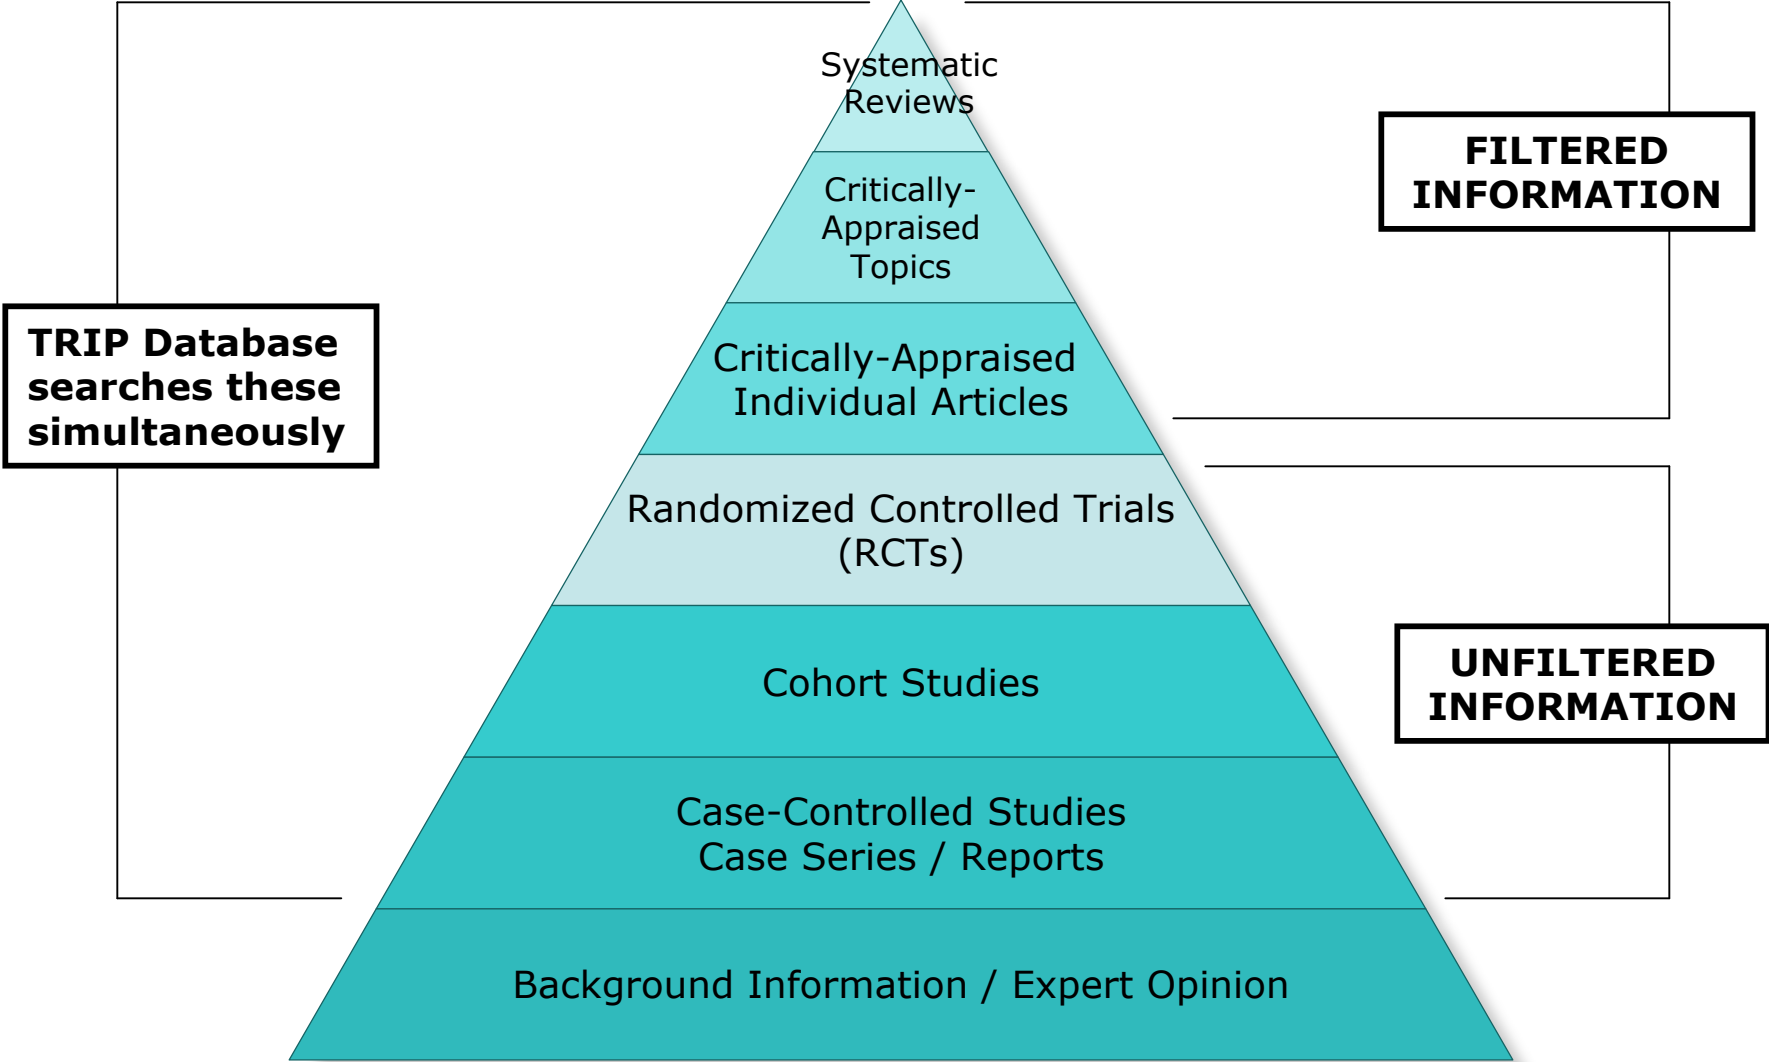 Systematic
Reviews
Critically-
Appraised
Topics
Critically-Appraised
Individual Articles
Randomized Controlled Trials
(RCTs)
Cohort Studies
Case-Controlled Studies
Case Series / Reports
Background Information / Expert Opinion
TRIP Database
searches these
simultaneously
FILTERED
INFORMATION
UNFILTERED
INFORMATION